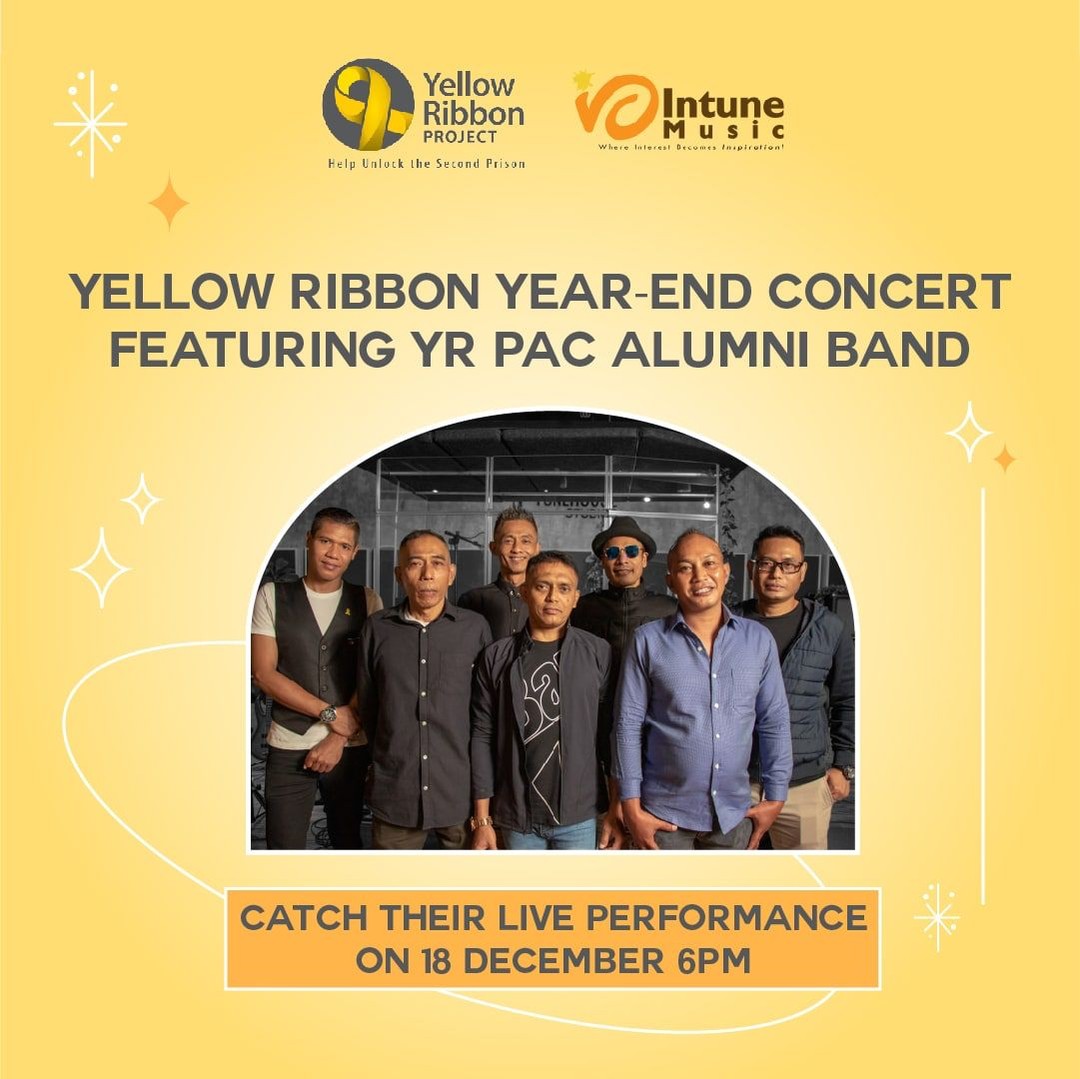 Yellow
Ribbon
PROJECT
Help Unlock the Second Prison
Intune
Music
Where Interest Becomes Inspiration!
YELLOW RIBBON YEAR-END CONCERT
FEATURING YR PAC ALUMNI BAND
CATCH THEIR LIVE PERFORMANCE
ON 18 DECEMBER 6PM